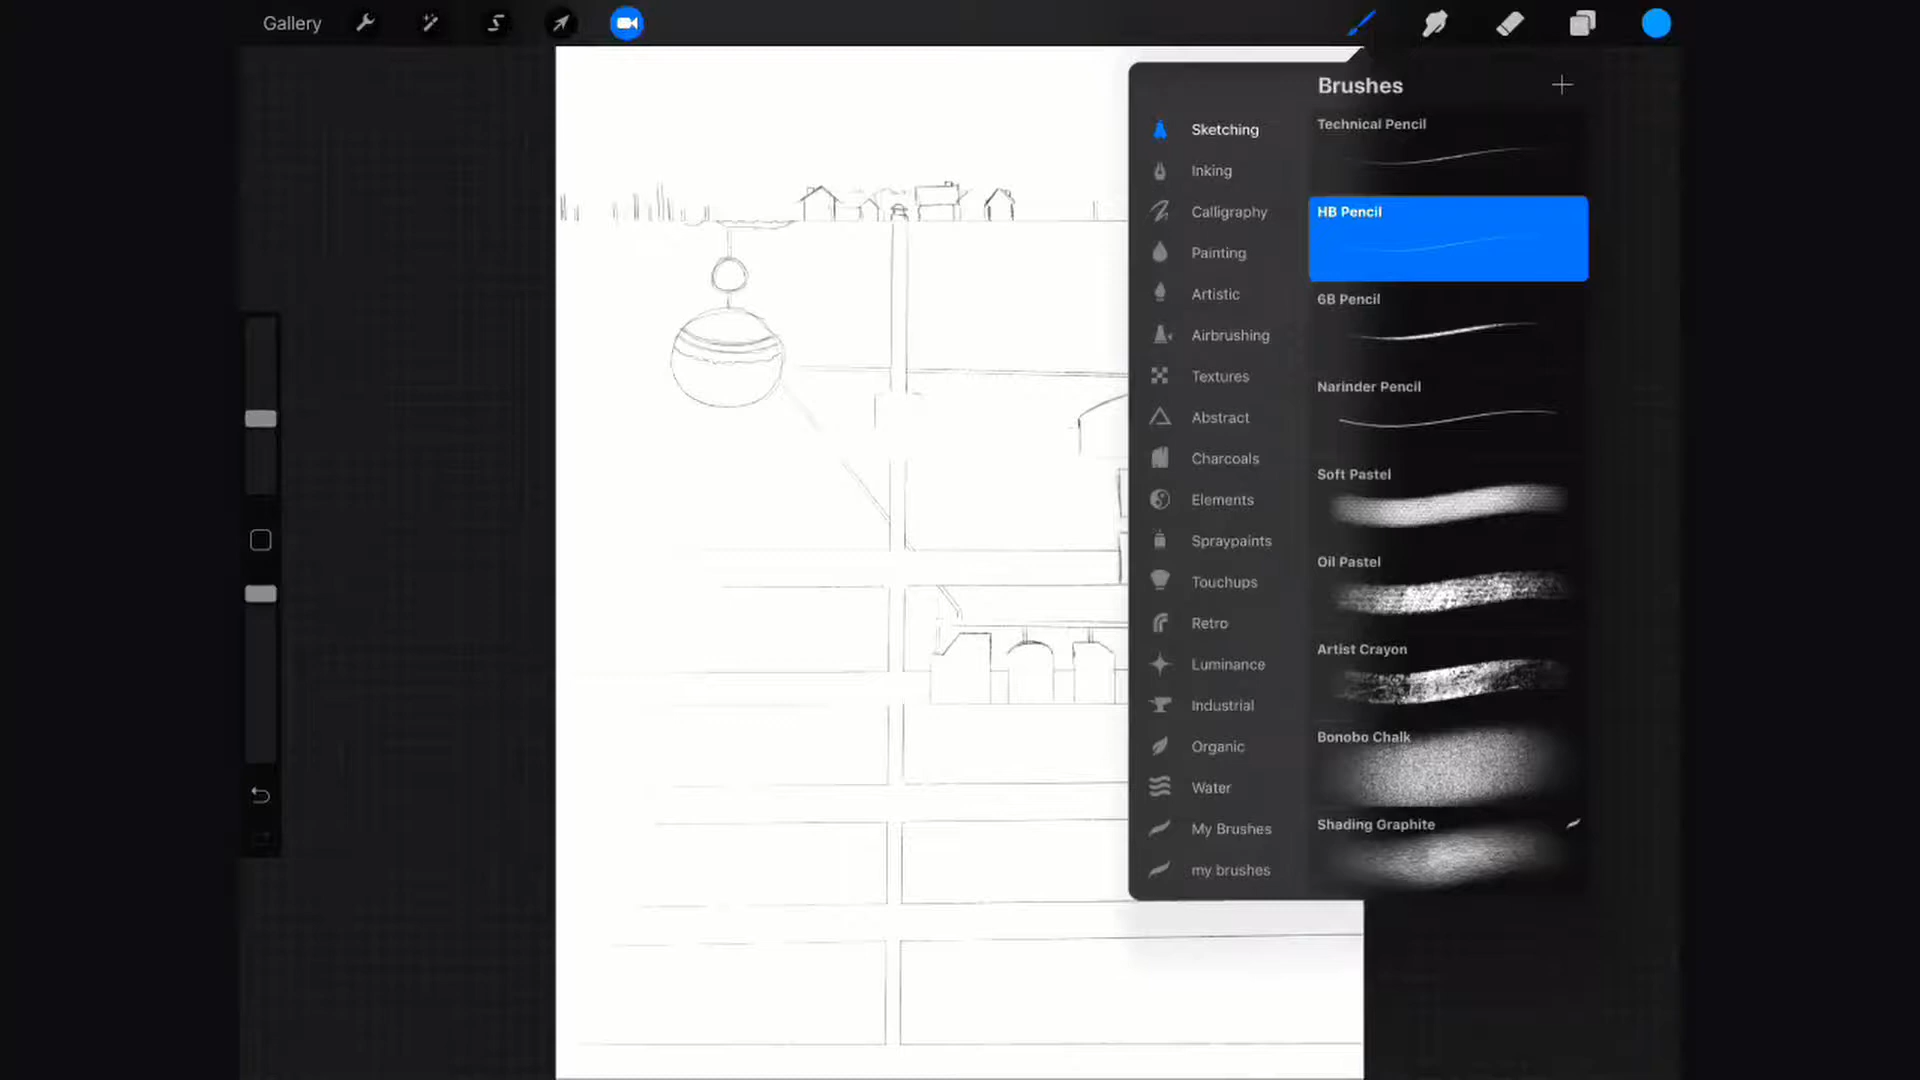 Gallery
Brushes
Sketching
Inking
Calligraphy
Painting
Artistic
Airbrushing
Textures
Abstract
Charcoals
Elements
Spraypaints
Touchups
Retro
Luminance
Industrial
Organic
Water
My Brushes
my brushes
Technical Pencil
HB Pencil
6B Pencil
Narinder Pencil
Soft Pastel
Oil Pastel
Artist Crayon
Bonobo Chalk
Shading Graphite